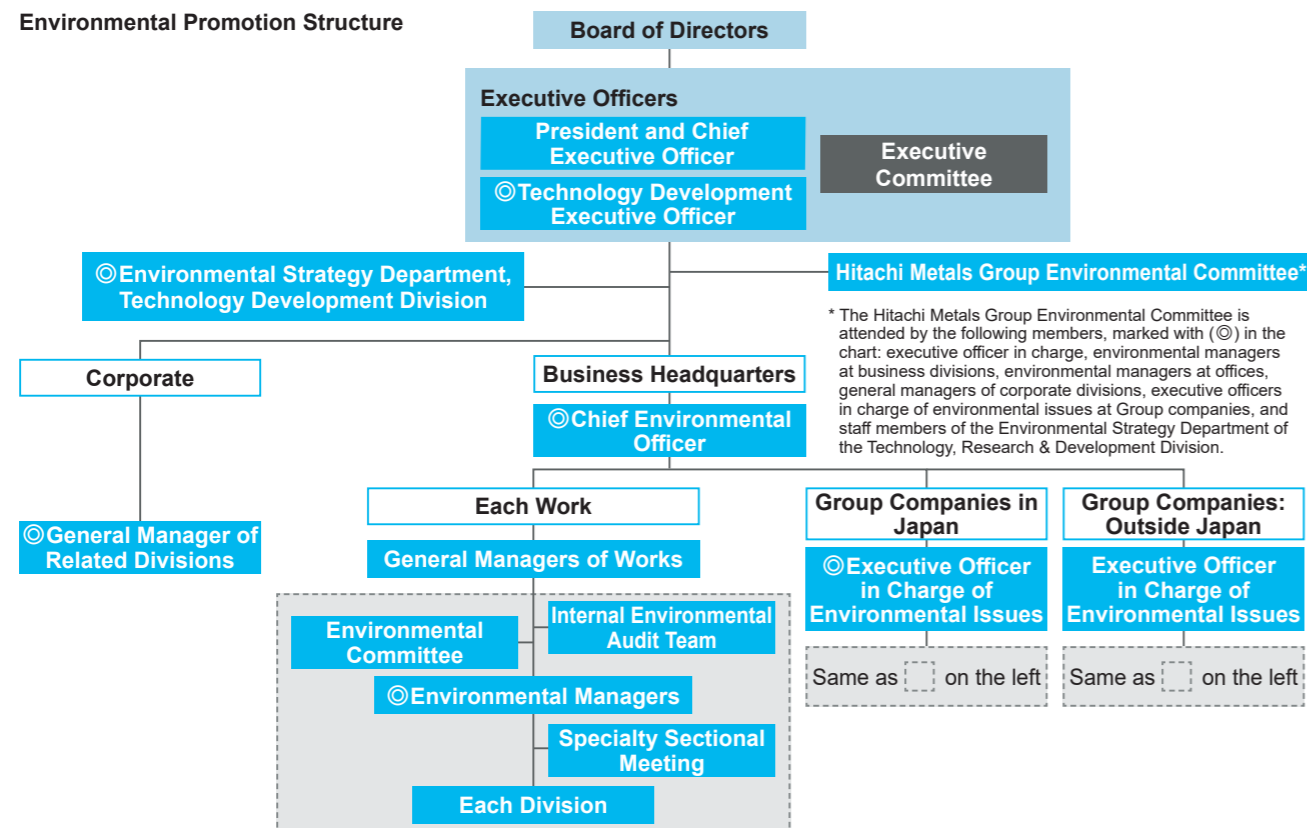 Environmental Promotion Structure
Board of Directors
Executive Officers
President and Chief
Executive Officer
◎Technology Development
Executive Officer
Executive
Committee
◎Environmental Strategy Department,
Technology Development Division
Hitachi Metals Group Environmental Committee*
* The Hitachi Metals Group Environmental Committee is
attended by the following members, marked with (◎) in the
chart: executive officer in charge, environmental managers
at business divisions, environmental managers at offices,
general managers of corporate divisions, executive officers
in charge of environmental issues at Group companies, and
staff members of the Environmental Strategy Department of
the Technology, Research & Development Division.
Corporate
Business Headquarters
◎Chief Environmental
Officer
◎General Manager of
Related Divisions
Each Work
General Managers of Works
Environmental
Committee
Internal Environmental
Audit Team
◎Environmental Managers
Specialty Sectional
Meeting
Each Division
Group Companies in
Japan
◎Executive Officer
in Charge of
Environmental Issues
Same as on the left
Group Companies:
Outside Japan
Executive Officer
in Charge of
Environmental Issues
Same as on the left